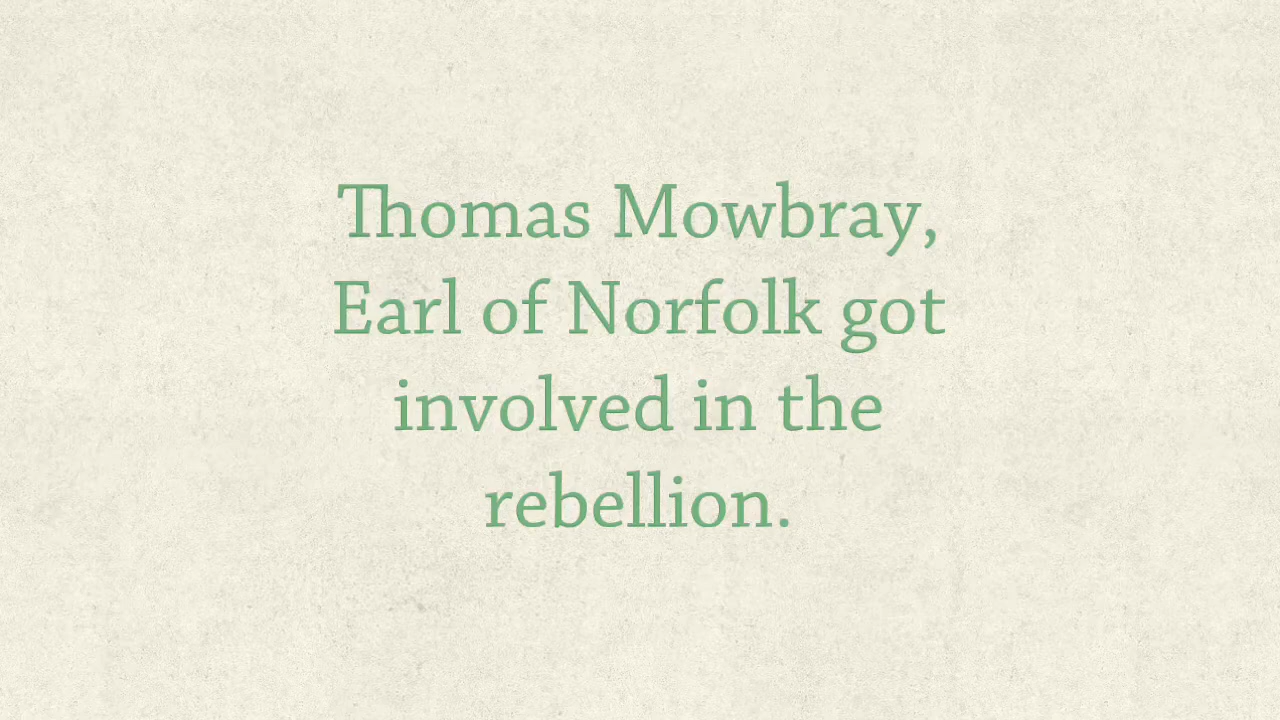 Thomas Mowbray,
Earl of Norfolk got
involved in the
rebellion.